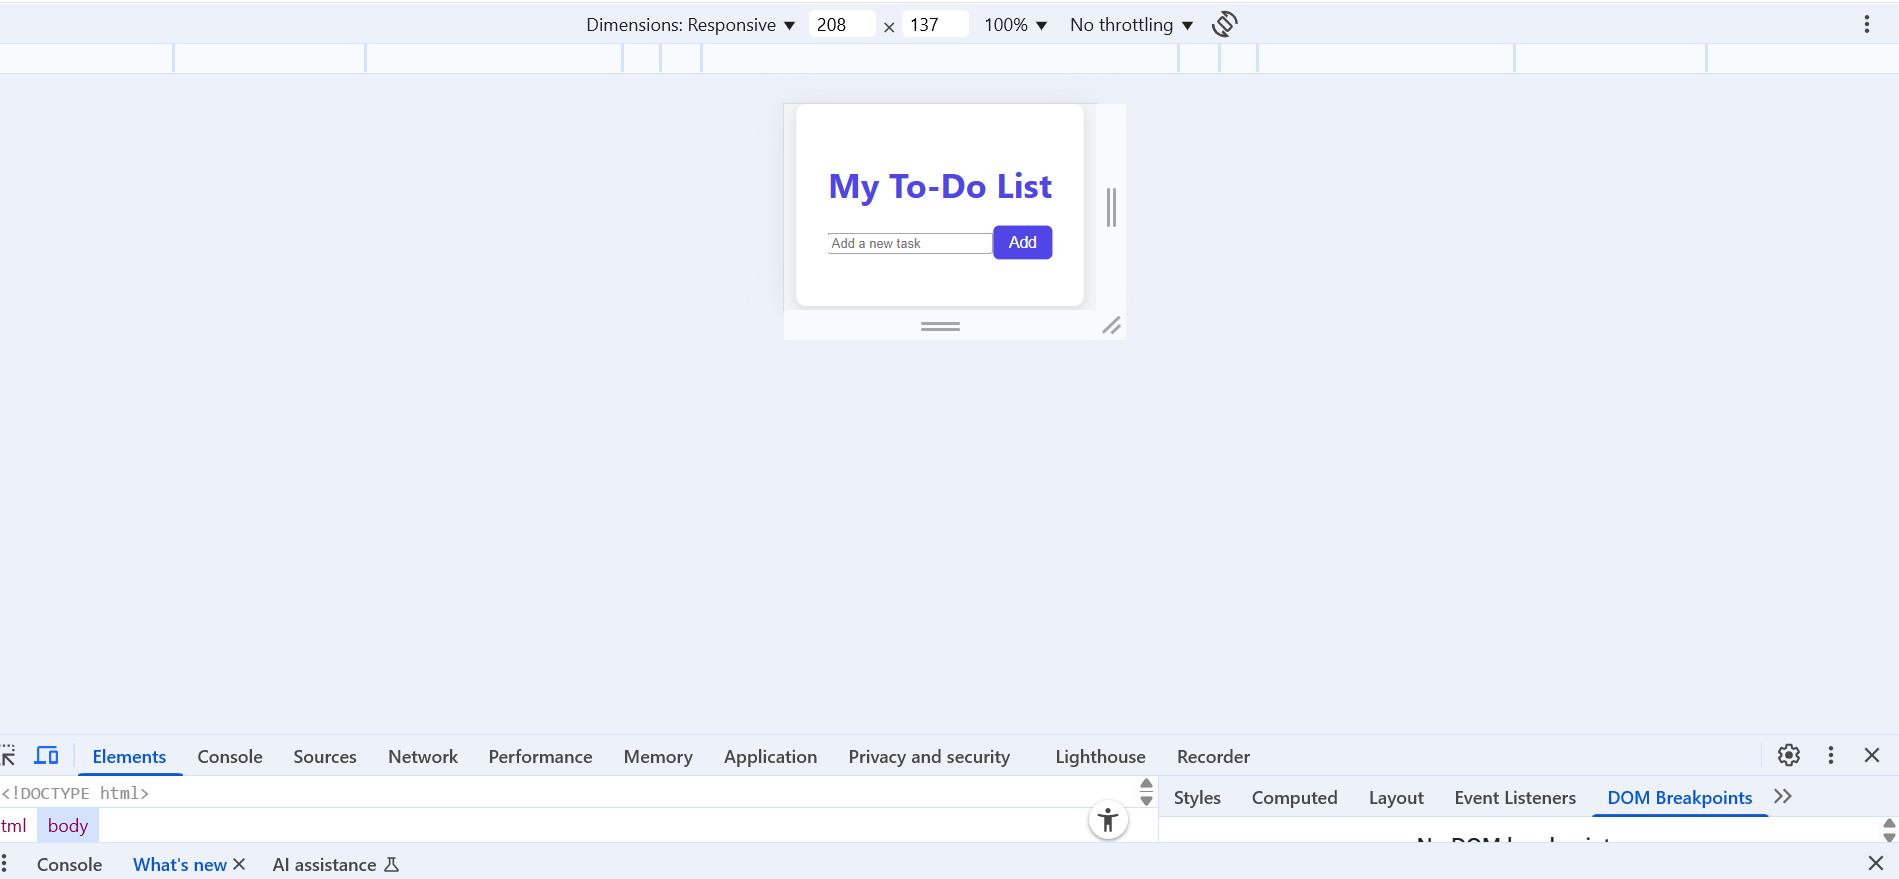 Dimensions: Responsive ▼ 208 × 137 100% ▼ No throttling ▼
My To-Do List
Add a new task Add
Elements Console Sources Network Performance Memory Application Privacy and security Lighthouse Recorder
<!DOCTYPE html>
Styles Computed Layout Event Listeners DOM Breakpoints
tml body
Console What's new × AI assistance